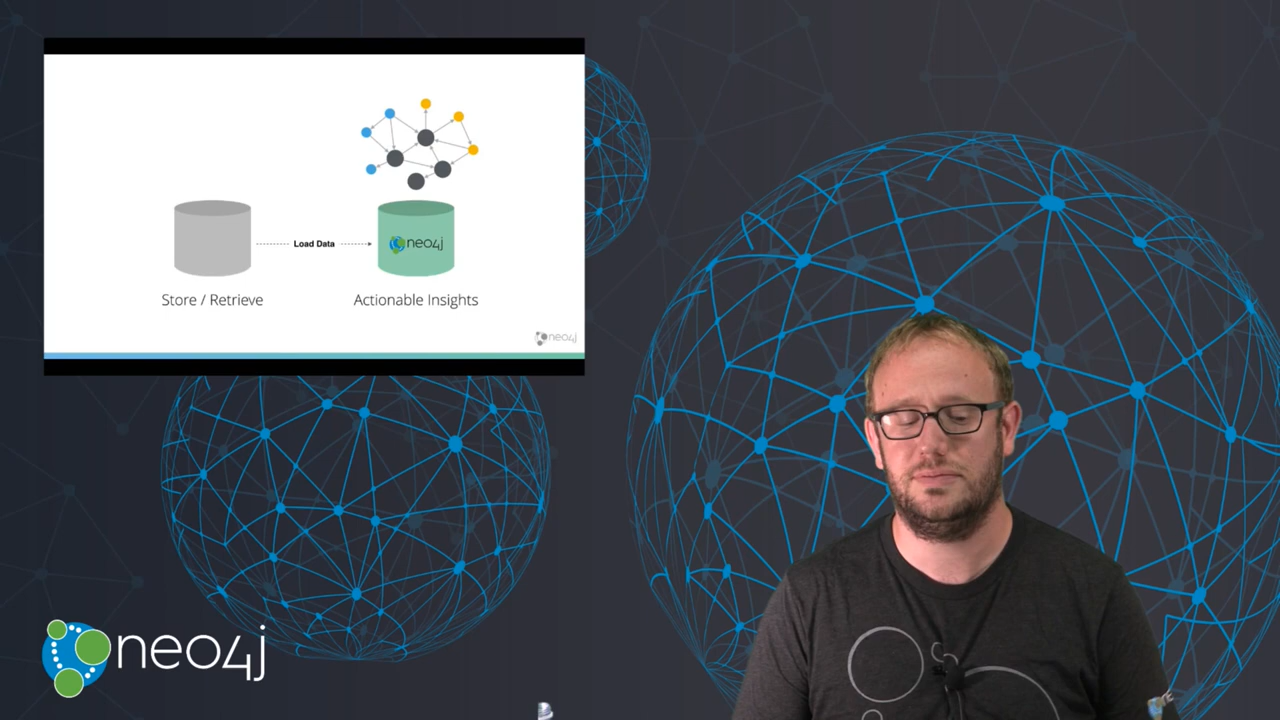 neo4j
Load Data
Store / Retrieve
Actionable Insights
neo4j
neo4j